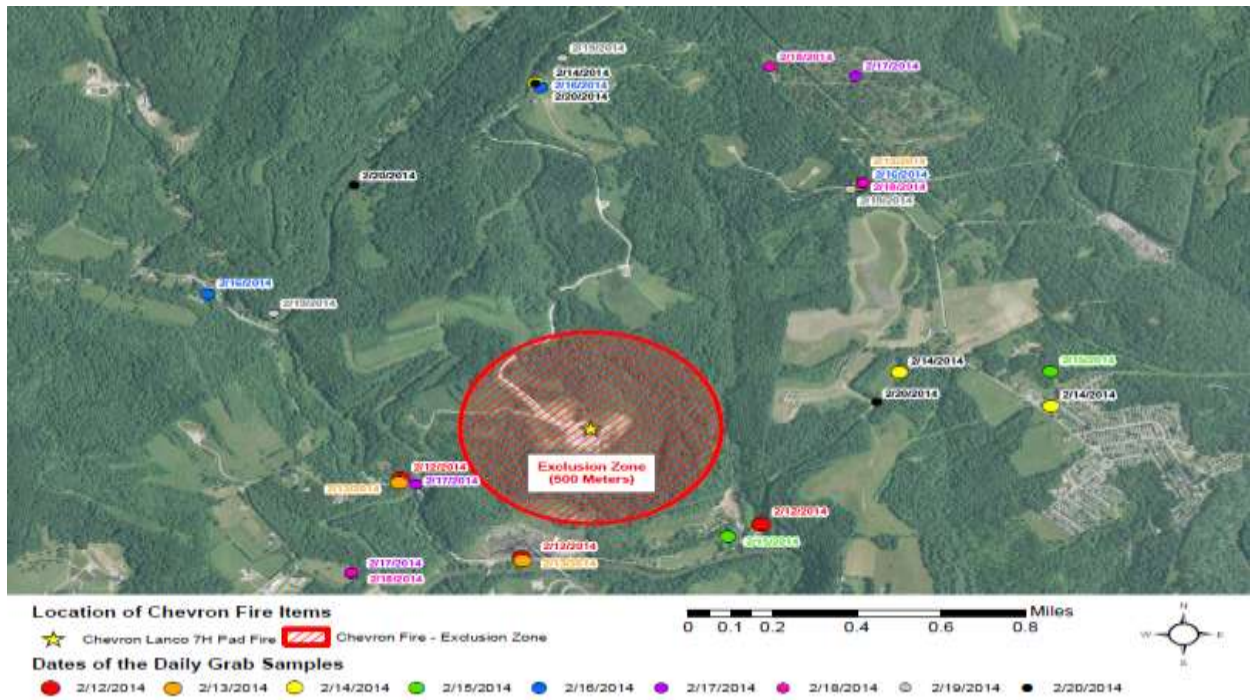 2/19/2014
2/14/2014
2/16/2014
2/20/2014
2/18/2014
2/17/2014
2/20/2014
2/13/2014
2/16/2014
2/18/2014
2/19/2014
2/16/2014
2/19/2014
2/14/2014
2/15/2014
2/20/2014
2/14/2014
Exclusion Zone
(500 Meters)
2/12/2014
2/13/2014
2/17/2014
2/12/2014
2/15/2014
2/12/2014
2/13/2014
2/17/2014
2/18/2014
Location of Chevron Fire Items
Chevron Lanco 7H Pad Fire
Chevron Fire - Exclusion Zone
Miles
0 0.1 0.2 0.4 0.6 0.8
N
W E
S
Dates of the Daily Grab Samples
2/12/2014 2/13/2014 2/14/2014 2/15/2014 2/16/2014 2/17/2014 2/18/2014 2/19/2014 2/20/2014